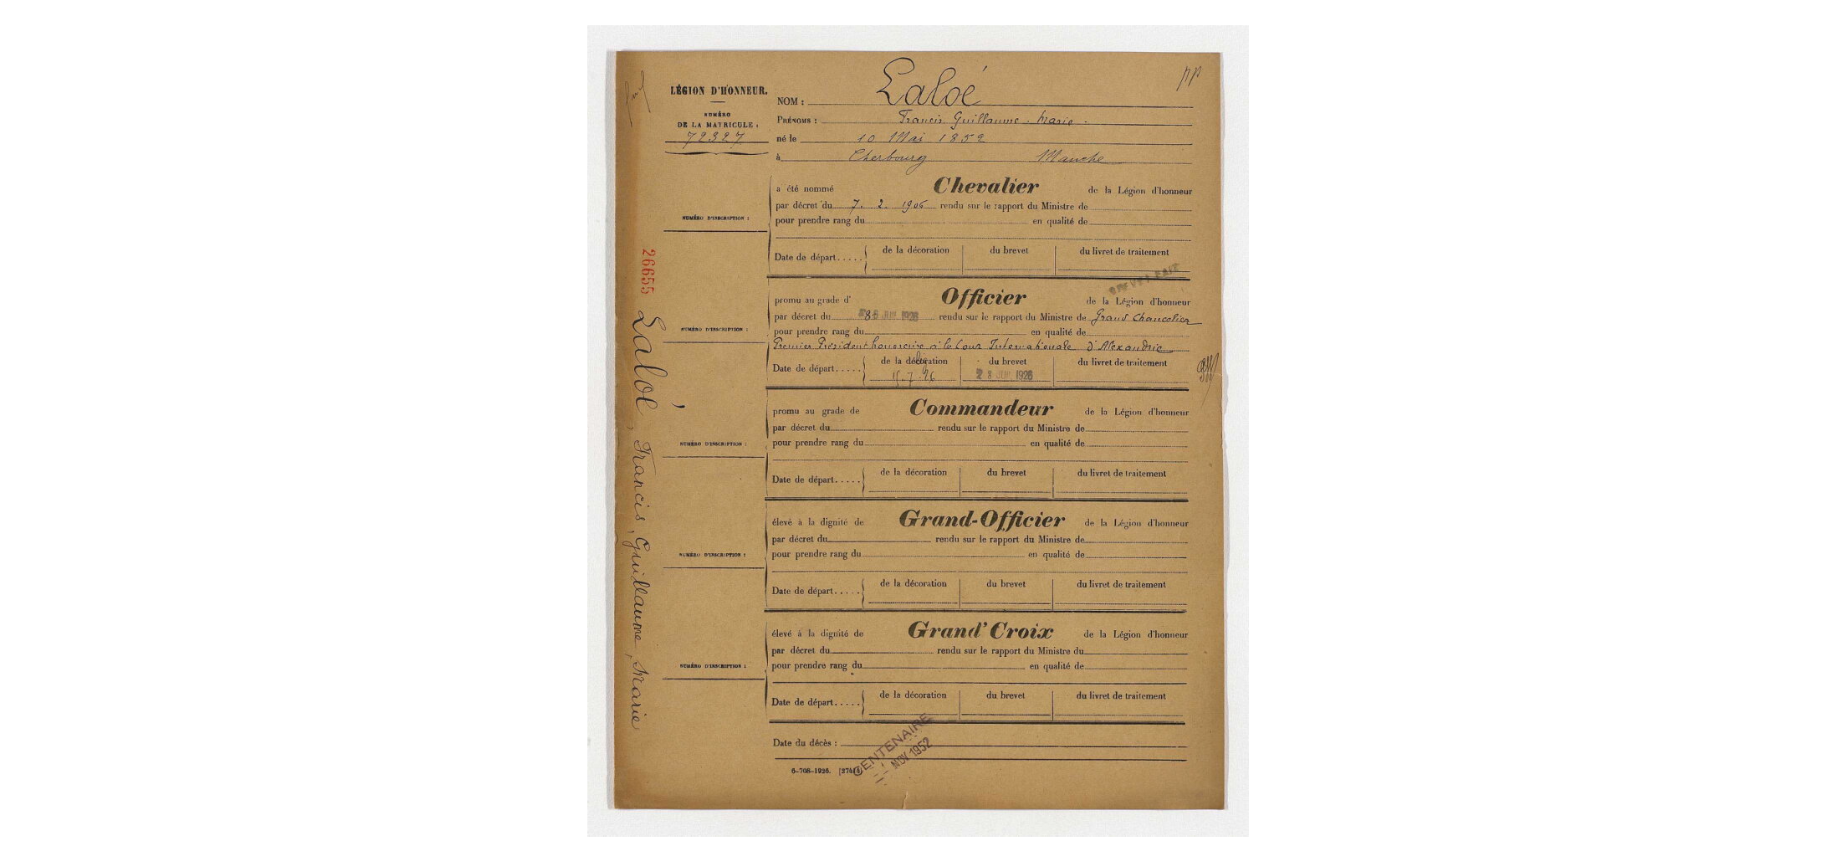 Laloé
pp
LÉGION D'HONNEUR.
NOM :
NUMÉRO
DE LA MATRICULE :
72327
PRÉNOMS : Francis Guillaume-Marie
né le 10 Mai 1852
à Cherbourg Manche
a été nommé Chevalier de la Légion d'honneur
par décret du 7. 2. 1906 rendu sur le rapport du Ministre de
NUMÉRO D'INSCRIPTION :
pour prendre rang du en qualité de
de la décoration du brevet du livret de traitement
Date de départ.....
26655
BREVET FAIT
promu au grade d' Officier de la Légion d'honneur
par décret du JUIN 1926 rendu sur le rapport du Ministre de Grand Chancelier
NUMÉRO D'INSCRIPTION :
pour prendre rang du en qualité de
Premier Président honoraire à la Cour Internationale d'Alexandrie
de la décoration du brevet du livret de traitement
Date de départ..... 15.7.26 JUN 1926
promu au grade de Commandeur de la Légion d'honneur
par décret du rendu sur le rapport du Ministre de
NUMÉRO D'INSCRIPTION :
pour prendre rang du en qualité de
de la décoration du brevet du livret de traitement
Date de départ.....
élevé à la dignité de Grand-Officier de la Légion d'honneur
par décret du rendu sur le rapport du Ministre de
NUMÉRO D'INSCRIPTION :
pour prendre rang du en qualité de
de la décoration du brevet du livret de traitement
Date de départ.....
élevé à la dignité de Grand'Croix de la Légion d'honneur
par décret du rendu sur le rapport du Ministre du
NUMÉRO D'INSCRIPTION :
pour prendre rang du en qualité de
de la décoration du brevet du livret de traitement
Date de départ.....
Date du décès :
CENTENAIRE
NOV 1952
6-708-1926.
Laloé, Francis, Guillaume, Marie